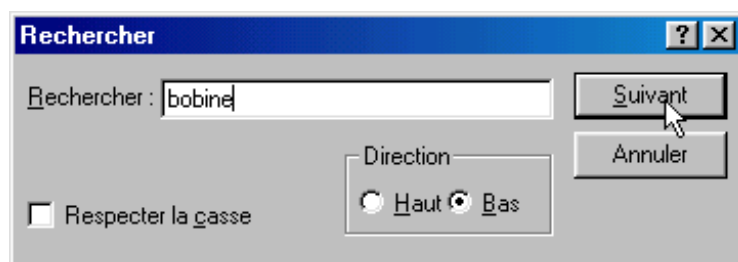 Rechercher
Rechercher : bobine
Suivant
Direction
Annuler
Respecter la casse
Haut Bas